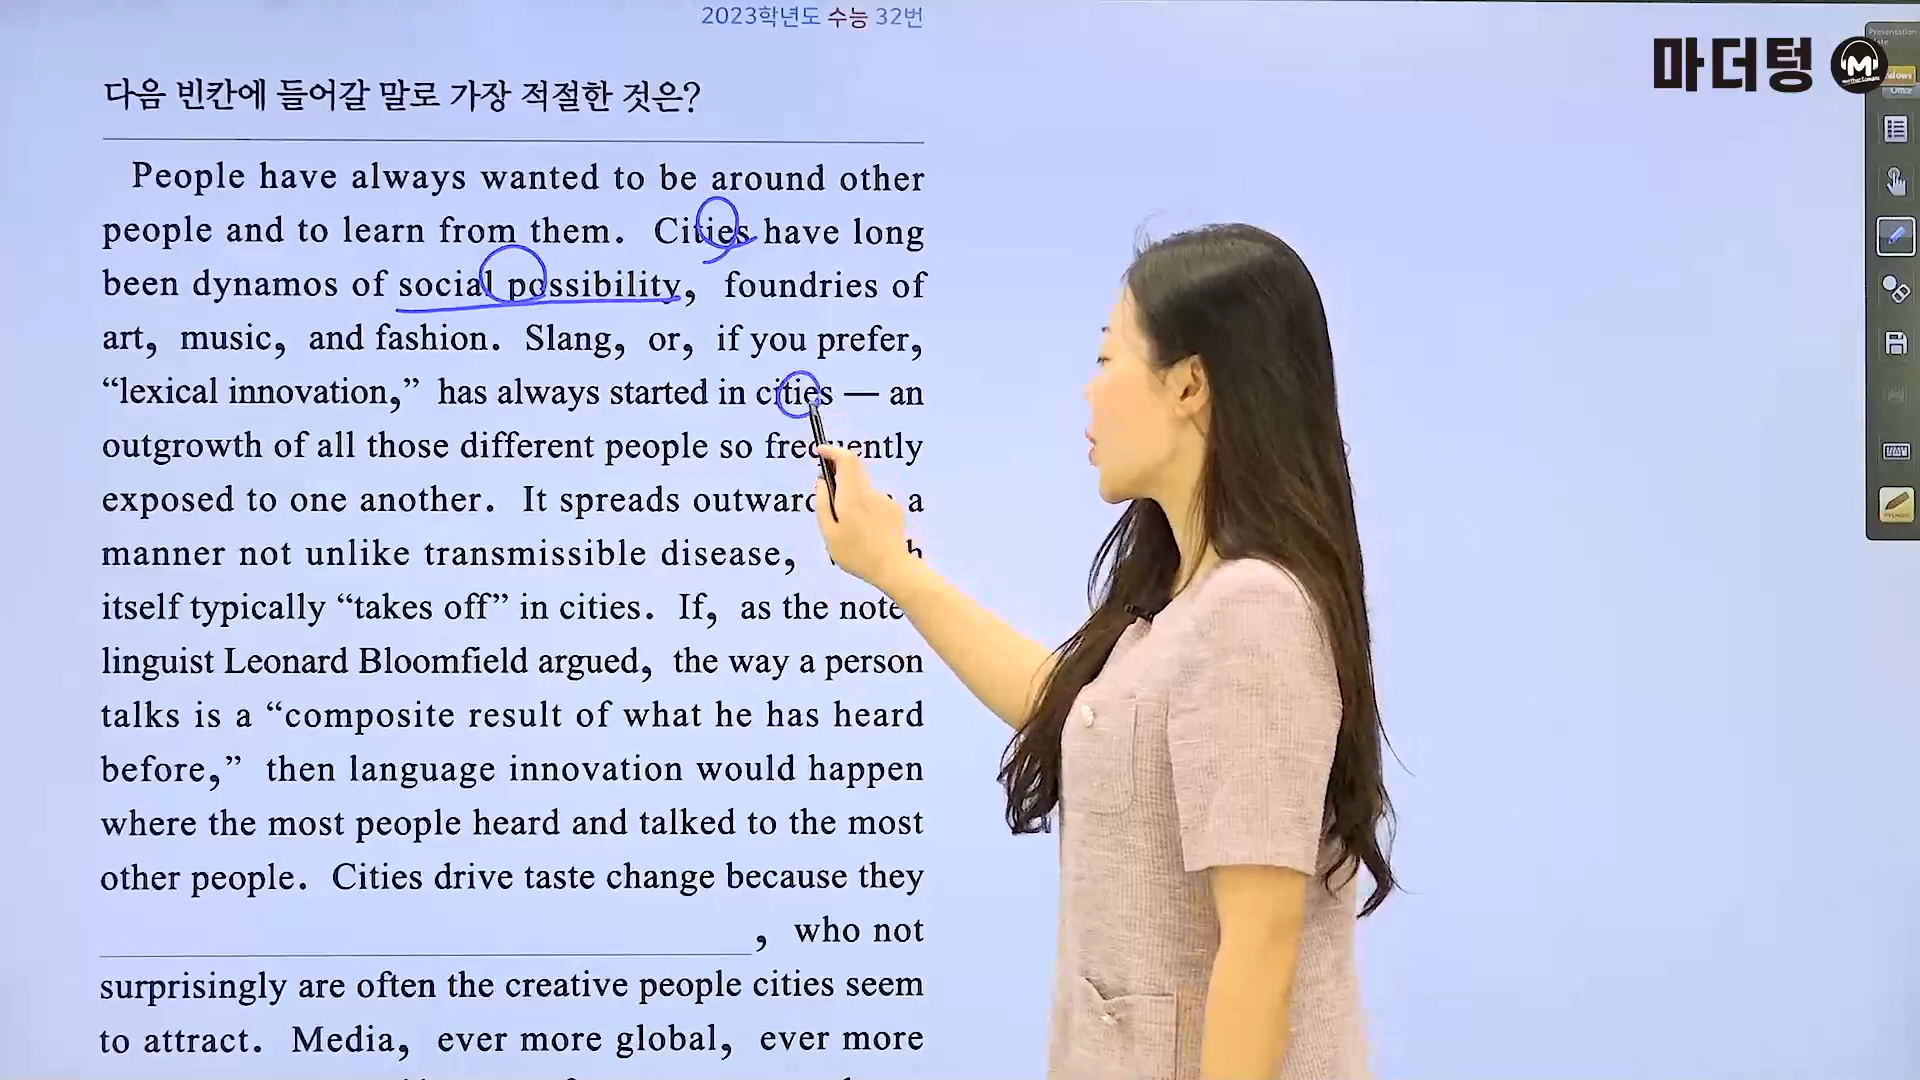 2023학년도 수능 32번
마더텅
M
다음 빈칸에 들어갈 말로 가장 적절한 것은?
People have always wanted to be around other
people and to learn from them. Cities have long
been dynamos of social possibility, foundries of
art, music, and fashion. Slang, or, if you prefer,
“lexical innovation,” has always started in cities — an
outgrowth of all those different people so frequently
exposed to one another. It spreads outward a
manner not unlike transmissible disease,
itself typically “takes off” in cities. If, as the note
linguist Leonard Bloomfield argued, the way a person
talks is a “composite result of what he has heard
before,” then language innovation would happen
where the most people heard and talked to the most
other people. Cities drive taste change because they
, who not
surprisingly are often the creative people cities seem
to attract. Media, ever more global, ever more